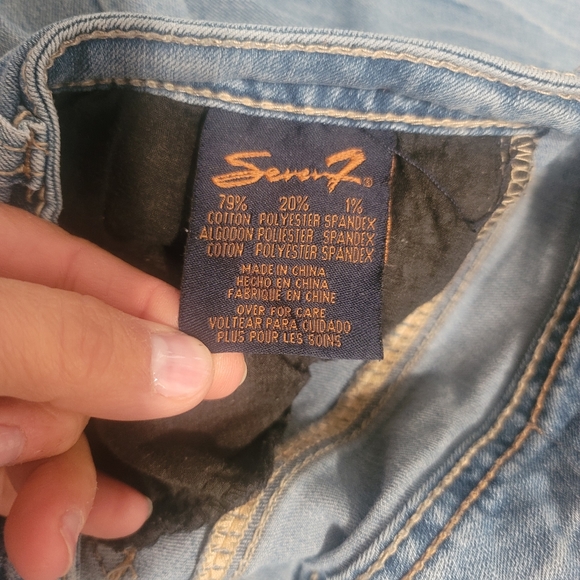 Seven7®
79% 20% 1%
COTTON POLYESTER SPANDEX
ALGODON POLIESTER SPANDEX
COTON POLYESTER SPANDEX
MADE IN CHINA
HECHO EN CHINA
FABRIQUE EN CHINE
OVER FOR CARE
VOLTEAR PARA CUIDADO
PLUS POUR LES SOINS